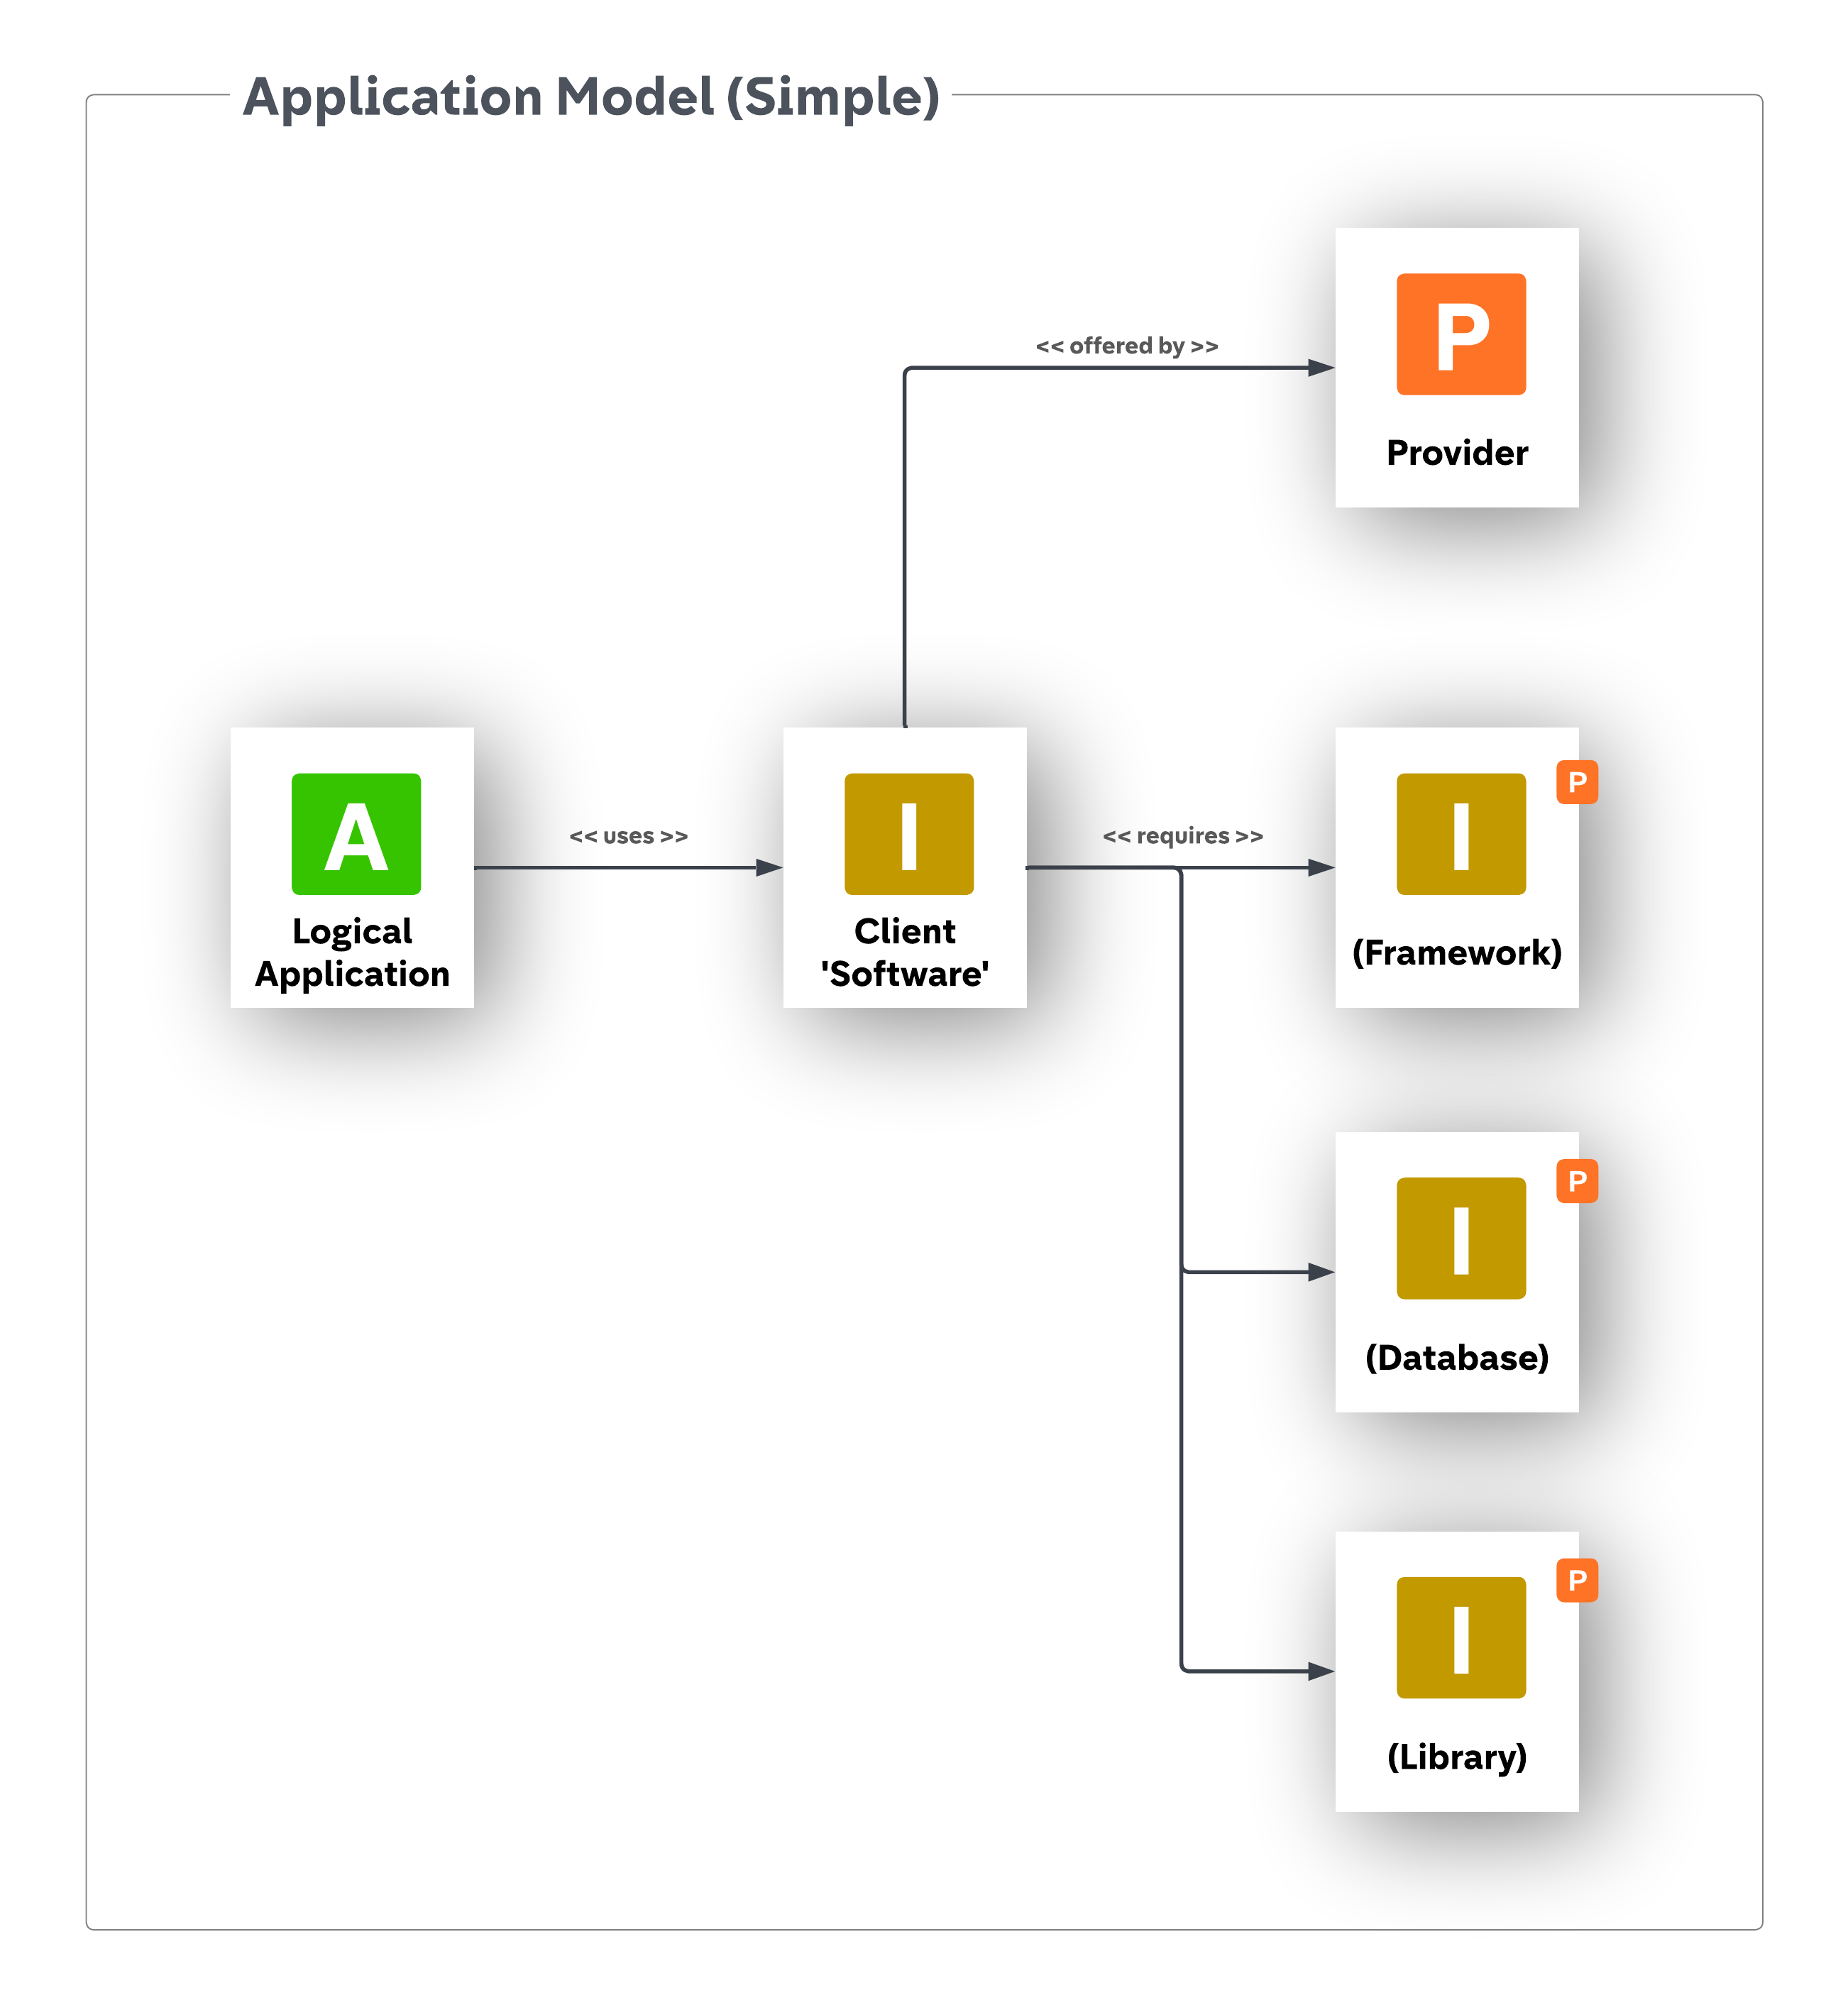 Application Model (Simple)
<< offered by >>
P
Provider
A
Logical
Application
<< uses >>
I
Client
'Software'
<< requires >>
I
P
(Framework)
I
P
(Database)
I
P
(Library)